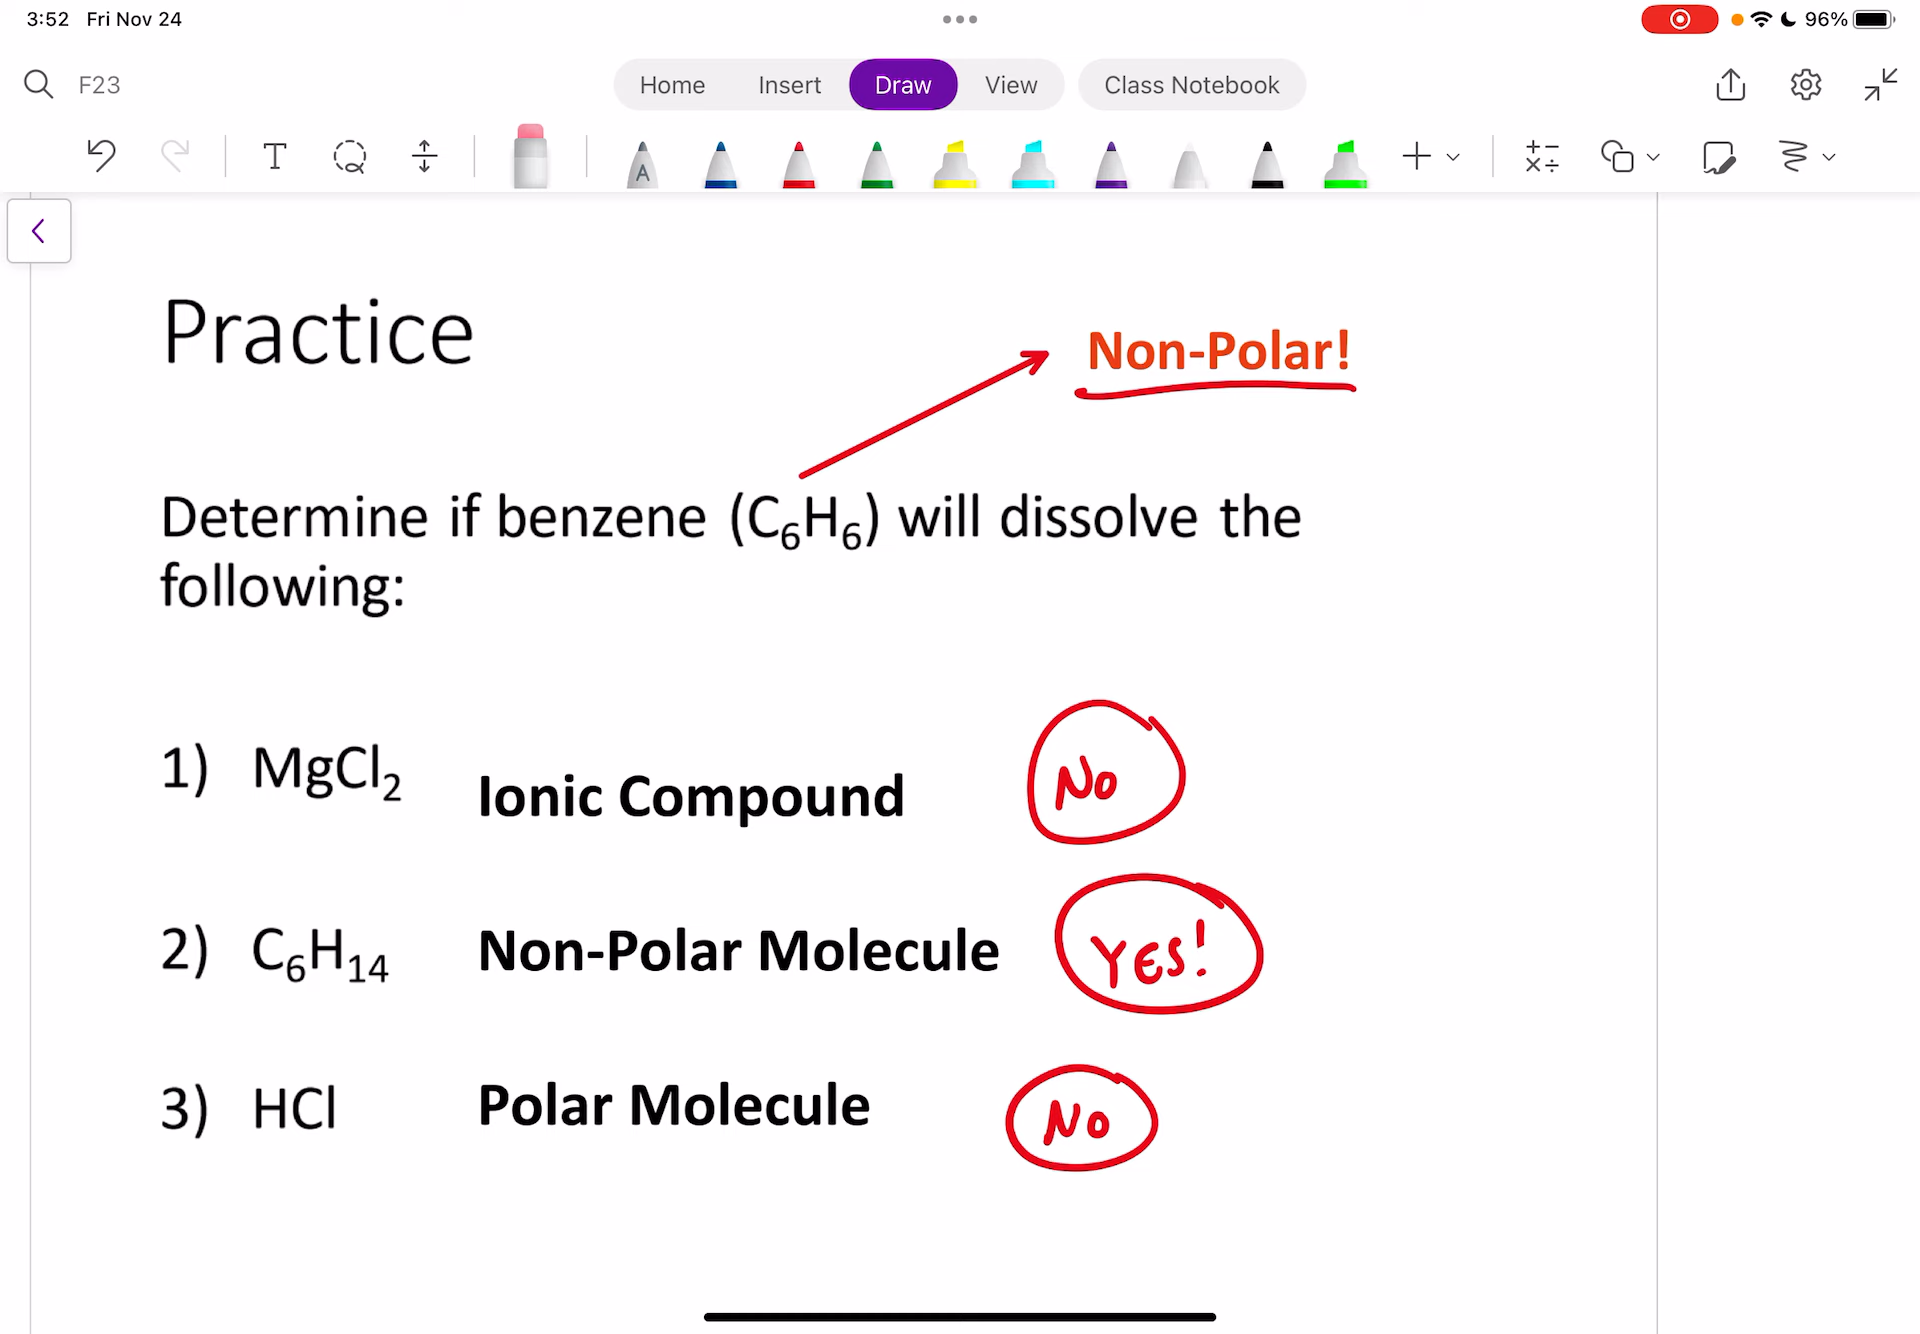 3:52 Fri Nov 24
96%
F23
Home Insert Draw View Class Notebook
T
A
Practice
Non-Polar!
Determine if benzene (C₆H₆) will dissolve the
following:
1) MgCl₂ Ionic Compound No
2) C₆H₁₄ Non-Polar Molecule YES!
3) HCl Polar Molecule No